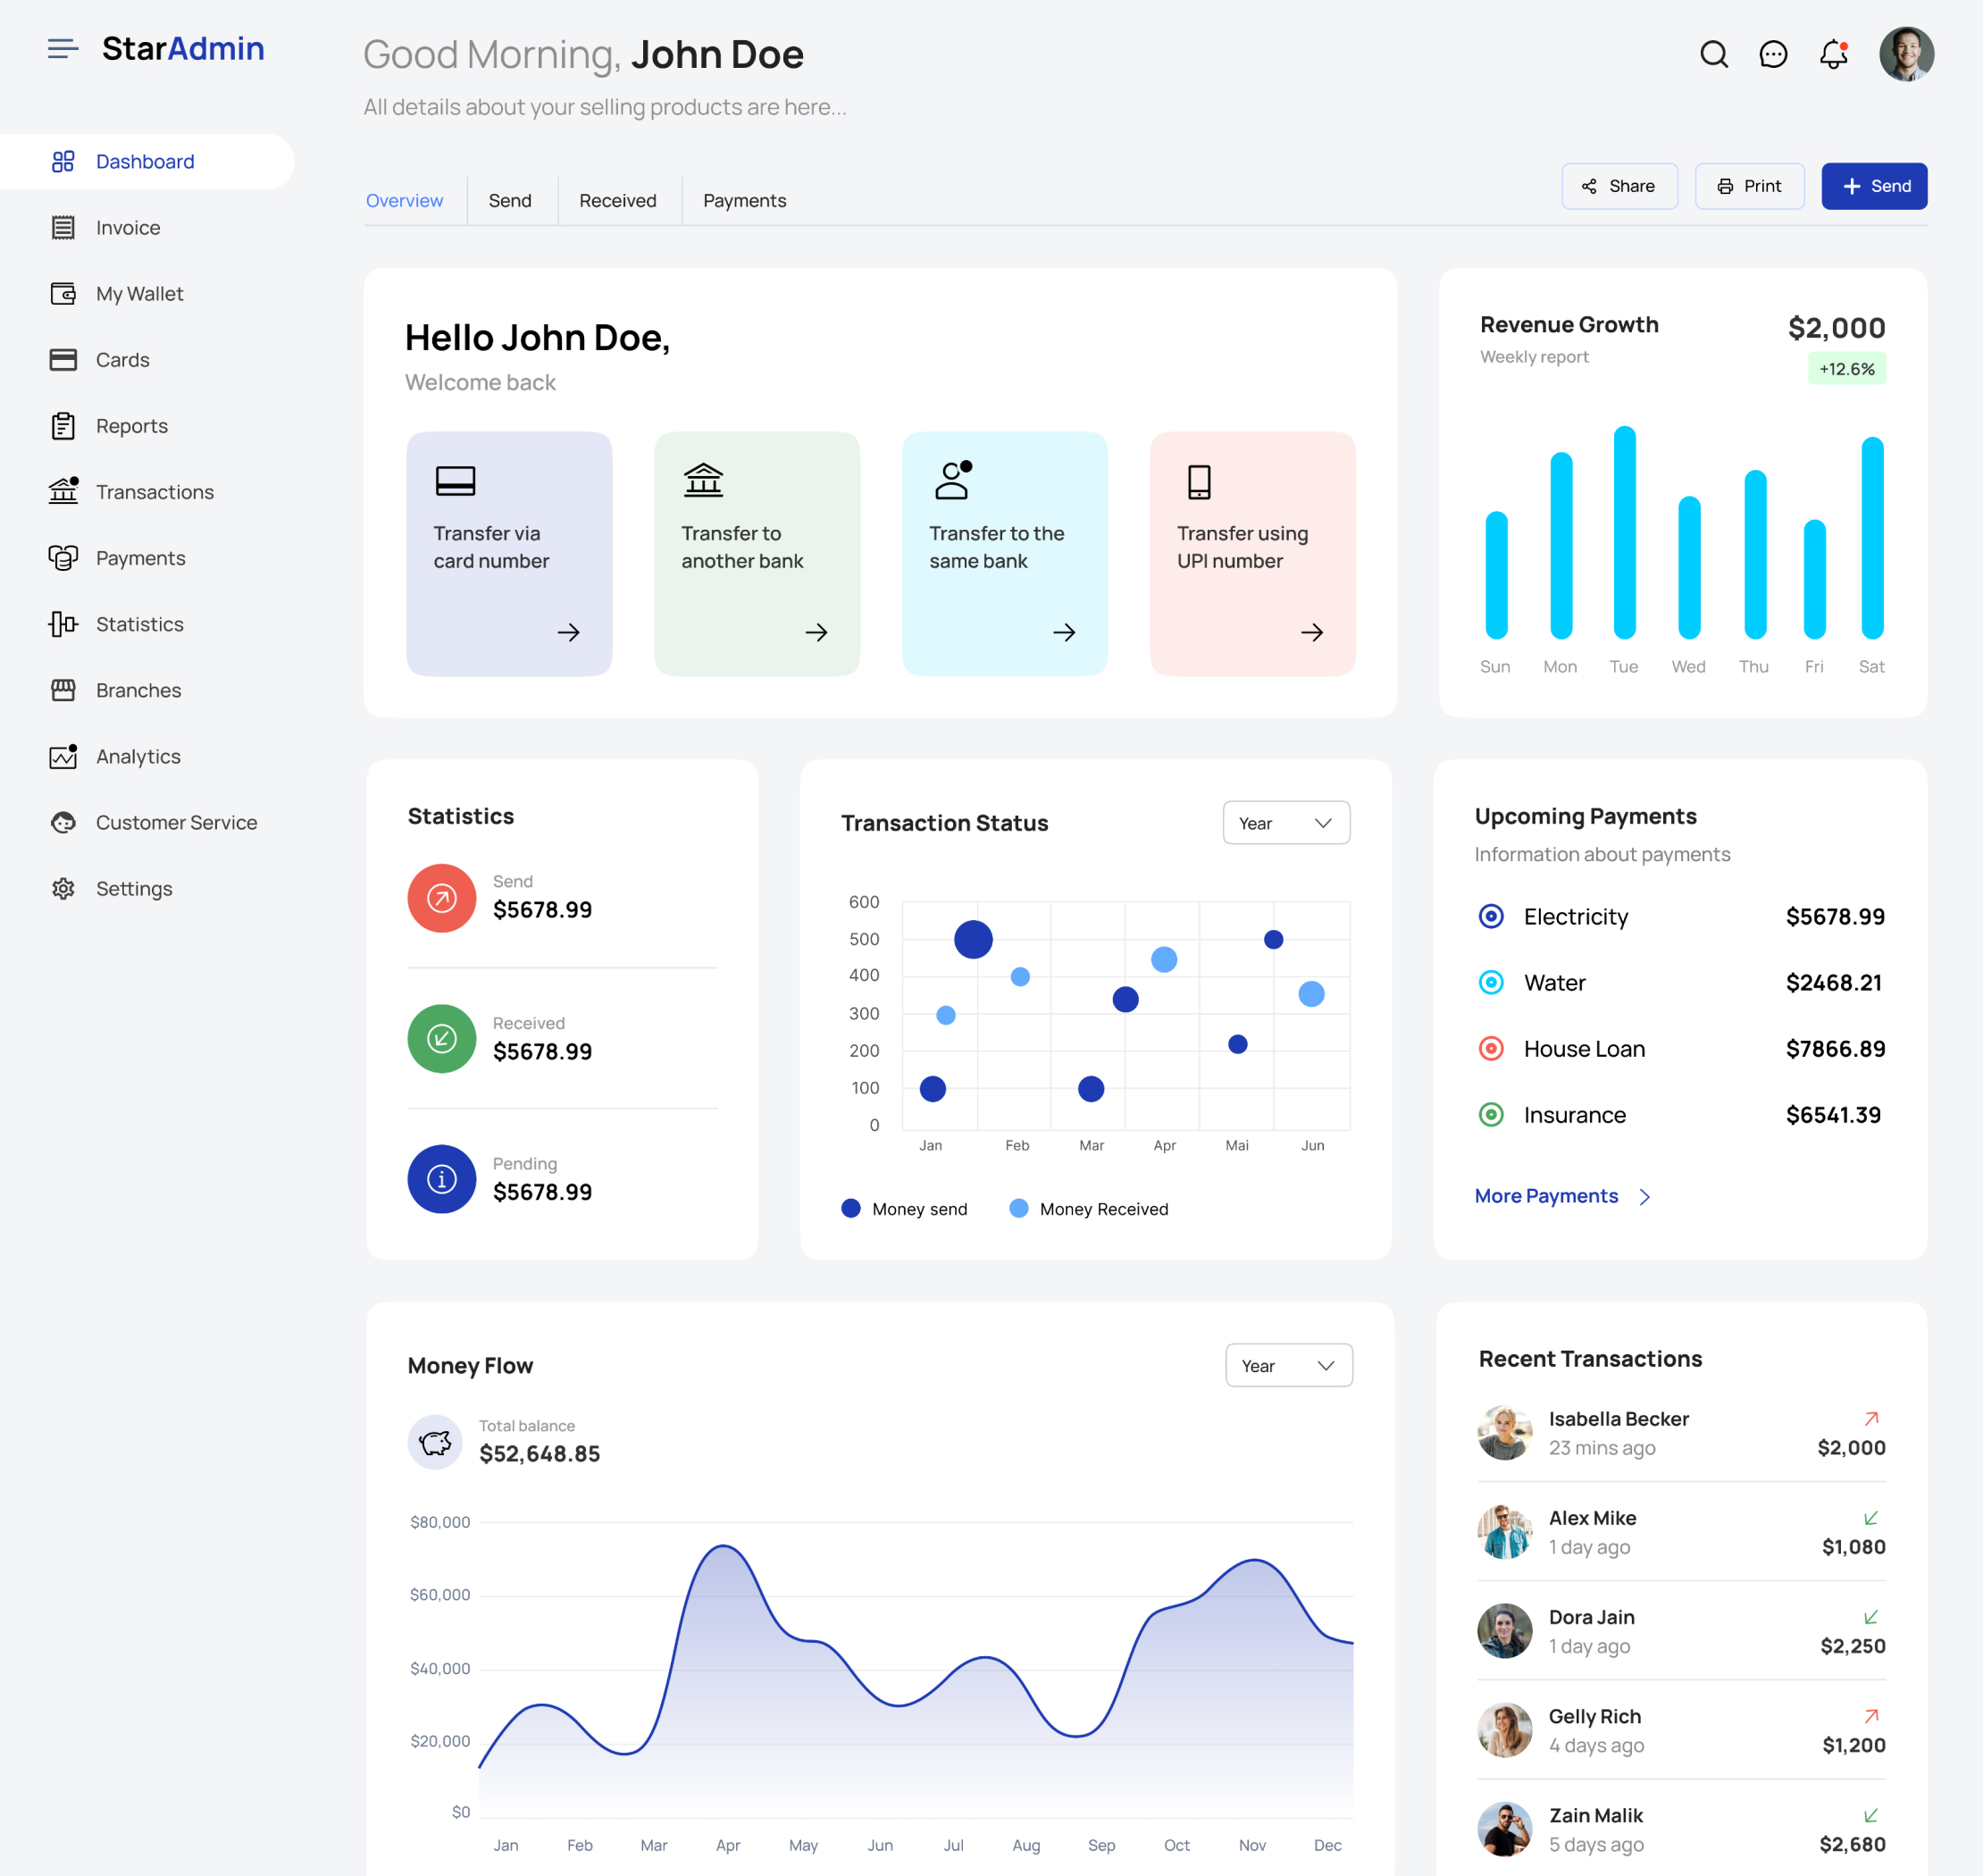 StarAdmin
Good Morning, John Doe
All details about your selling products are here...
Dashboard
Invoice
My Wallet
Cards
Reports
Transactions
Payments
Statistics
Branches
Analytics
Customer Service
Settings
Overview
Send
Received
Payments
Share
Print
Send
Hello John Doe,
Welcome back
Transfer via
card number
Transfer to
another bank
Transfer to the
same bank
Transfer using
UPI number
Revenue Growth
$2,000
Weekly report
+12.6%
Sun Mon Tue Wed Thu Fri Sat
Statistics
Send
$5678.99
Received
$5678.99
Pending
$5678.99
Transaction Status
Year
600
500
400
300
200
100
0
Jan Feb Mar Apr Mai Jun
Money send
Money Received
Upcoming Payments
Information about payments
Electricity $5678.99
Water $2468.21
House Loan $7866.89
Insurance $6541.39
More Payments
Money Flow
Year
Total balance
$52,648.85
$80,000
$60,000
$40,000
$20,000
$0
Jan Feb Mar Apr May Jun Jul Aug Sep Oct Nov Dec
Recent Transactions
Isabella Becker
23 mins ago $2,000
Alex Mike
1 day ago $1,080
Dora Jain
1 day ago $2,250
Gelly Rich
4 days ago $1,200
Zain Malik
5 days ago $2,680